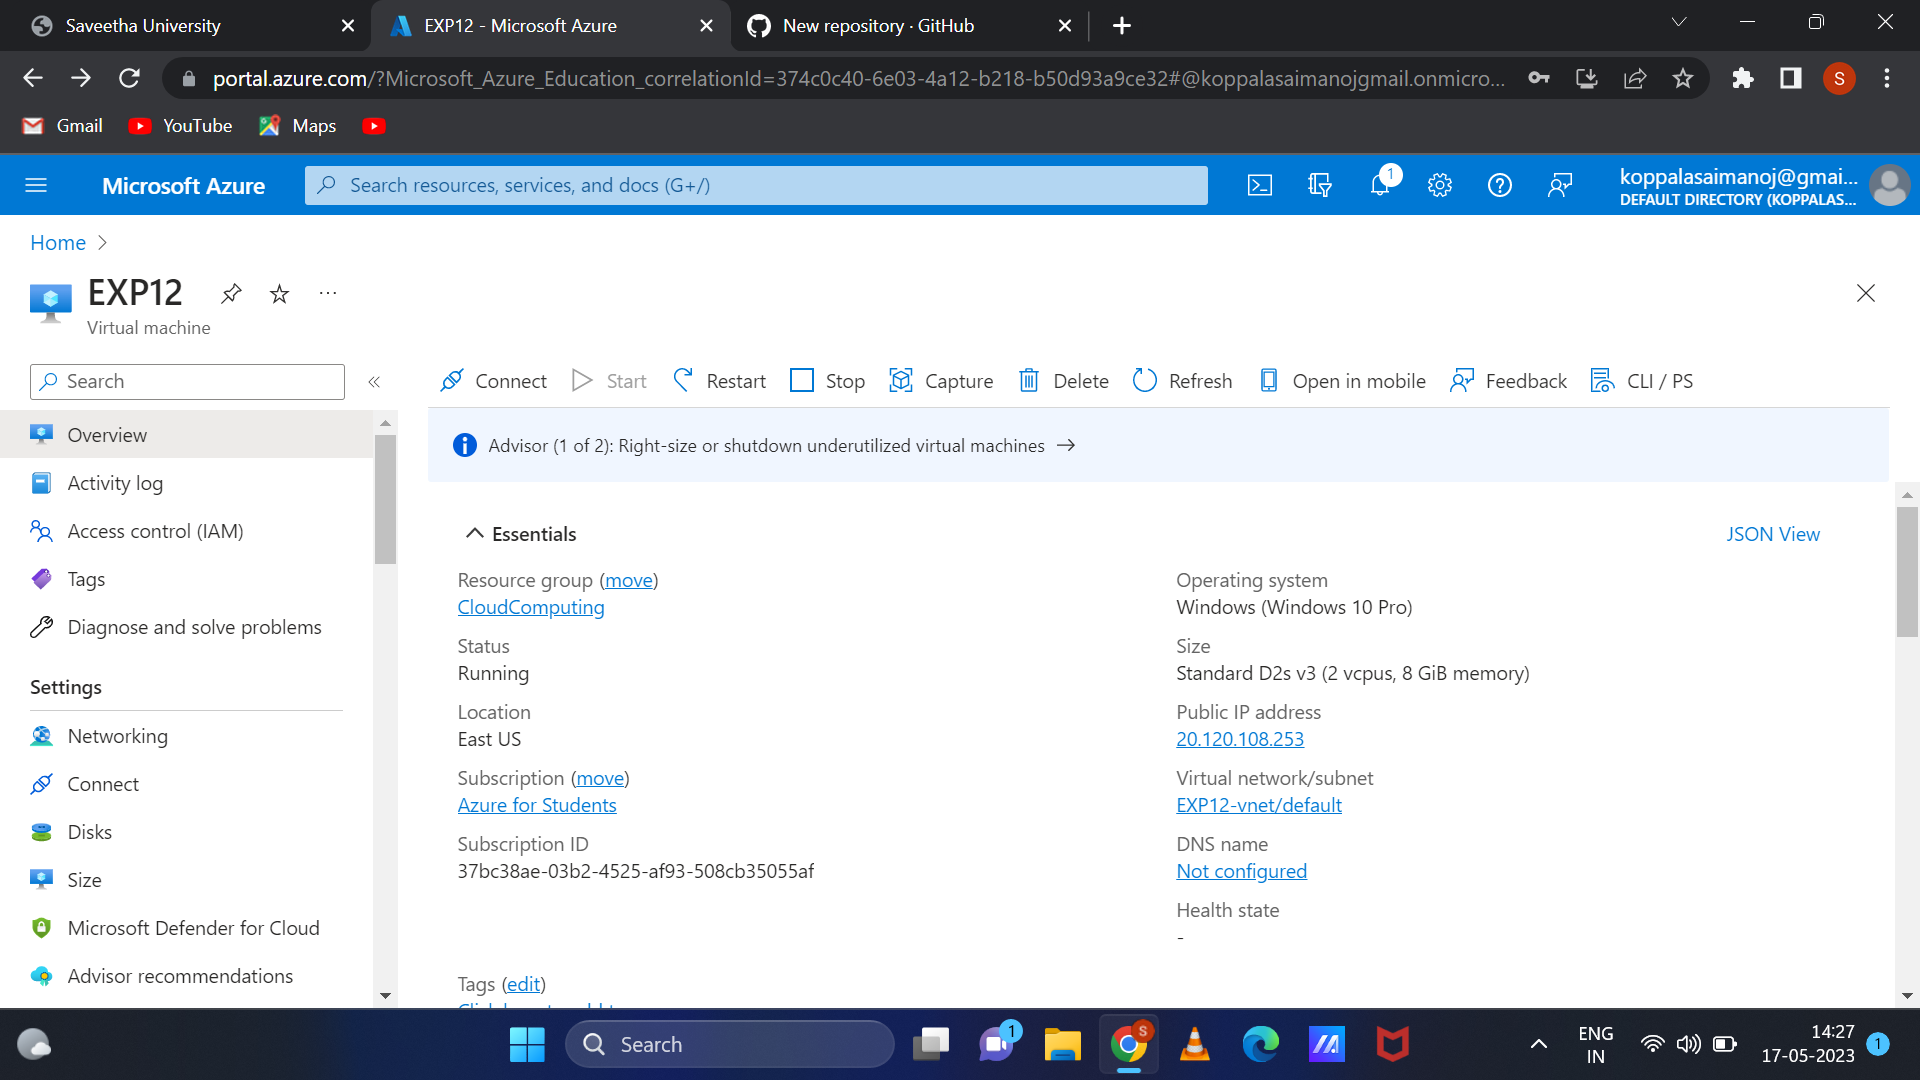 Saveetha University
EXP12 - Microsoft Azure
New repository · GitHub
portal.azure.com/?Microsoft_Azure_Education_correlationId=374c0c40-6e03-4a12-b218-b50d93a9ce32#@koppalasaimanojgmail.onmicro...
S
Gmail
YouTube
Maps
Microsoft Azure
Search resources, services, and docs (G+/)
1
koppalasaimanoj@gmai...
DEFAULT DIRECTORY (KOPPALAS...
Home
EXP12
Virtual machine
Search
Connect
Start
Restart
Stop
Capture
Delete
Refresh
Open in mobile
Feedback
CLI / PS
Overview
Activity log
Access control (IAM)
Tags
Diagnose and solve problems
Settings
Networking
Connect
Disks
Size
Microsoft Defender for Cloud
Advisor recommendations
Advisor (1 of 2): Right-size or shutdown underutilized virtual machines →
Essentials
JSON View
Resource group (move)
CloudComputing
Status
Running
Location
East US
Subscription (move)
Azure for Students
Subscription ID
37bc38ae-03b2-4525-af93-508cb35055af
Operating system
Windows (Windows 10 Pro)
Size
Standard D2s v3 (2 vcpus, 8 GiB memory)
Public IP address
20.120.108.253
Virtual network/subnet
EXP12-vnet/default
DNS name
Not configured
Health state
-
Tags (edit)
Search
1
S
ENG
IN
14:27
17-05-2023
1